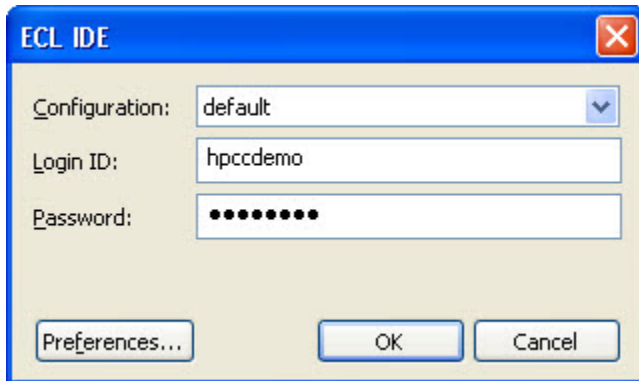 ECL IDE
Configuration: default
Login ID: hpccdemo
Password: ••••••••
Preferences... OK Cancel